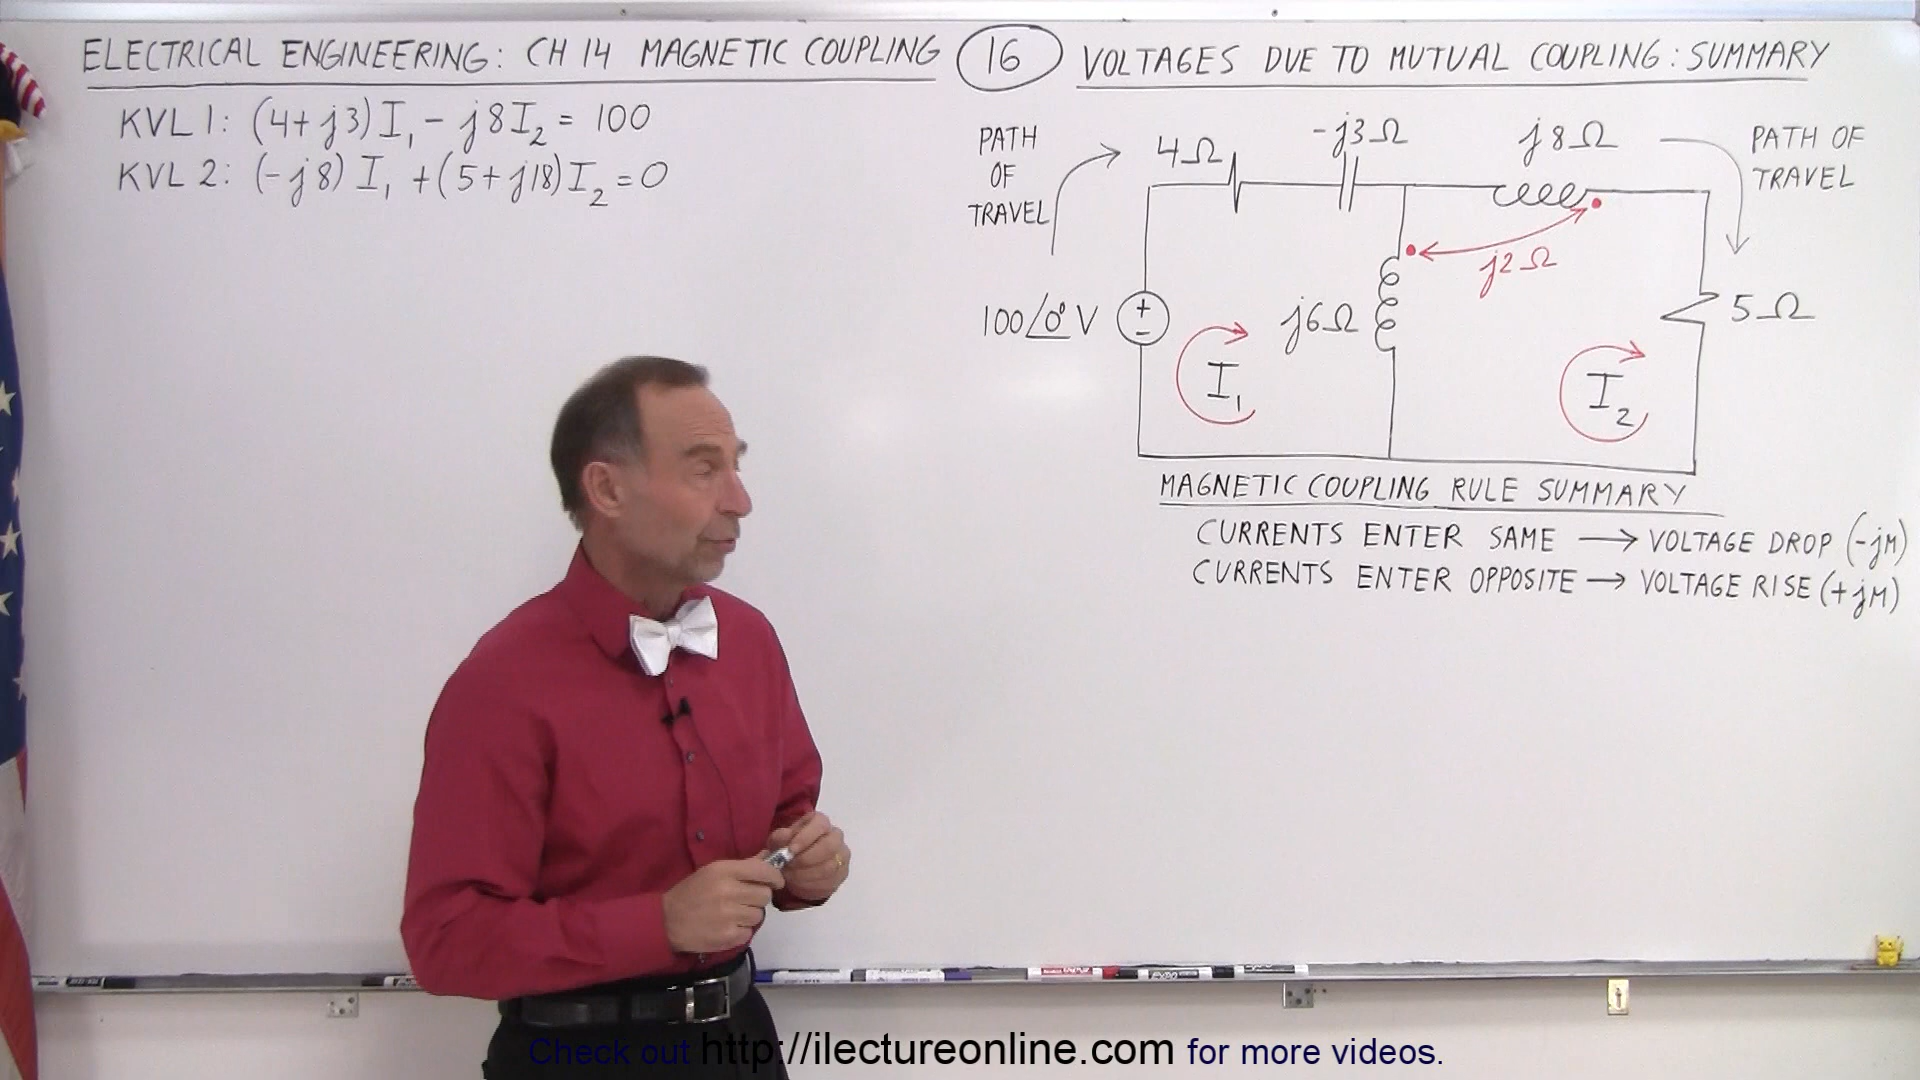 ELECTRICAL ENGINEERING: CH 14 MAGNETIC COUPLING 16 VOLTAGES DUE TO MUTUAL COUPLING: SUMMARY
KVL 1: (4+j3)I₁ - j8I₂ = 100
KVL 2: (-j8) I₁ + (5+j18)I₂ = 0
PATH
OF
TRAVEL
4Ω
-j3Ω
j8Ω
PATH OF
TRAVEL
j2Ω
100∠0° V
+
-
j6Ω
5Ω
I₁
I₂
MAGNETIC COUPLING RULE SUMMARY
CURRENTS ENTER SAME → VOLTAGE DROP (-jM)
CURRENTS ENTER OPPOSITE → VOLTAGE RISE (+jM)
Check out http://ilectureonline.com for more videos.